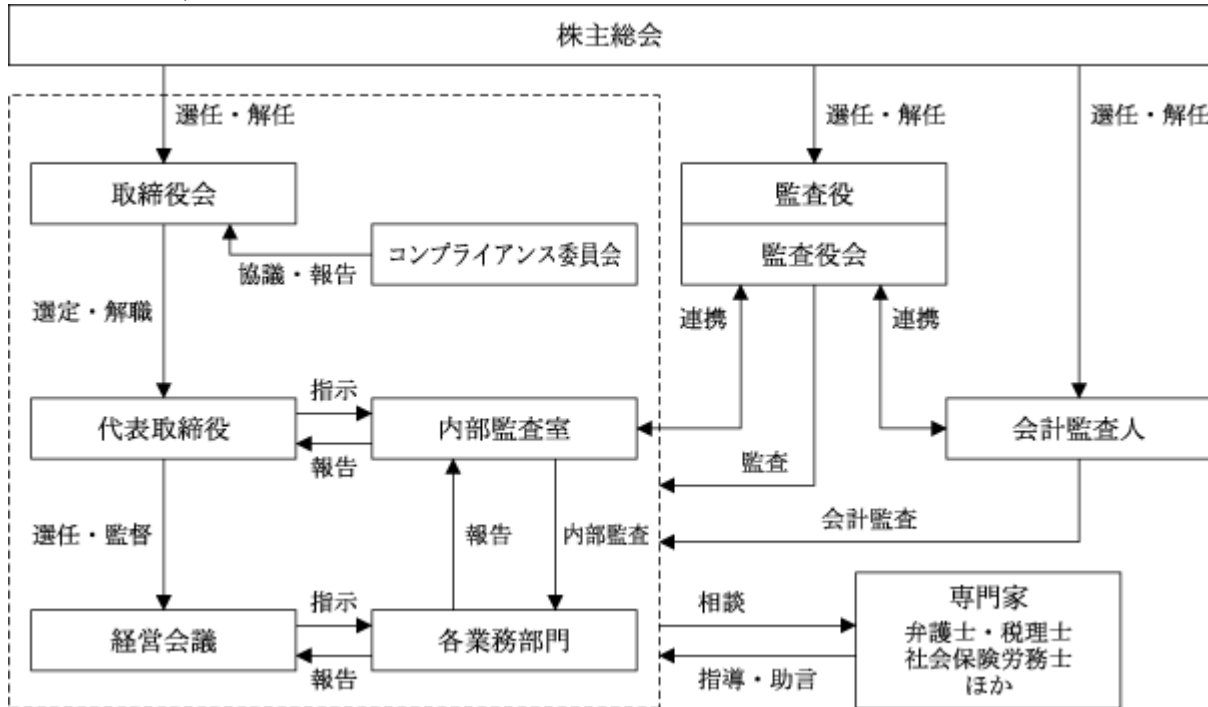 株主総会
選任・解任
選任・解任
選任・解任
取締役会
監査役
コンプライアンス委員会
監査役会
協議・報告
選定・解職
連携
連携
指示
代表取締役
内部監査室
会計監査人
報告
監査
会計監査
選任・監督
報告
内部監査
指示
相談
専門家
経営会議
各業務部門
弁護士・税理士
社会保険労務士
ほか
報告
指導・助言